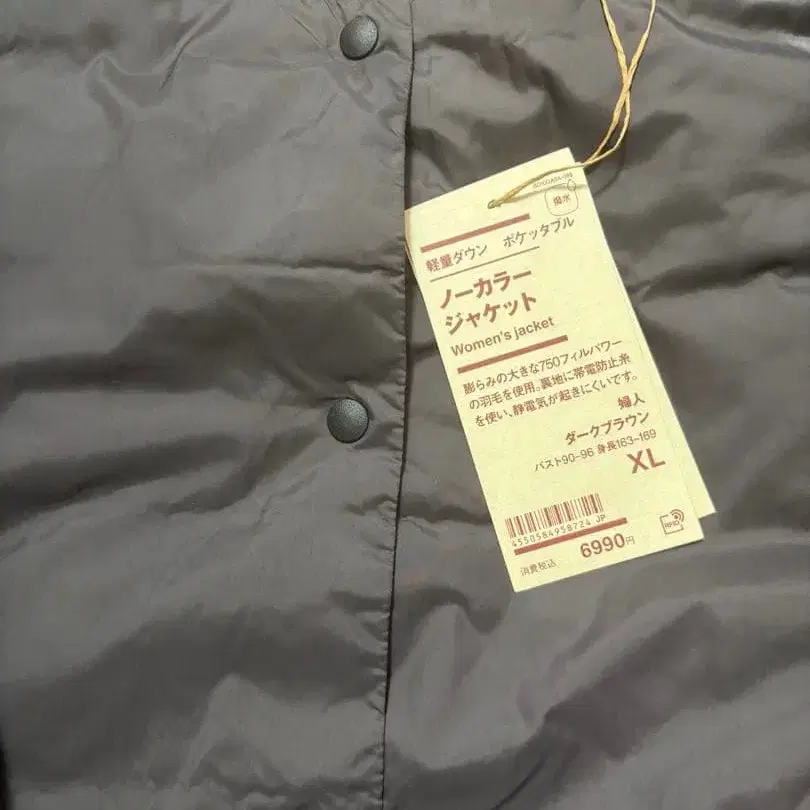 撥水
軽量ダウン ポケッタブル
ノーカラー
ジャケット
Women's jacket
膨らみの大きな750フィルパワー
の羽毛を使用。裏地に帯電防止糸
を使い、静電気が起きにくいです。
婦人
ダークブラウン
バスト90-96 身長163-169
XL
4550584958724 JP
消費税込 6990円
RFID